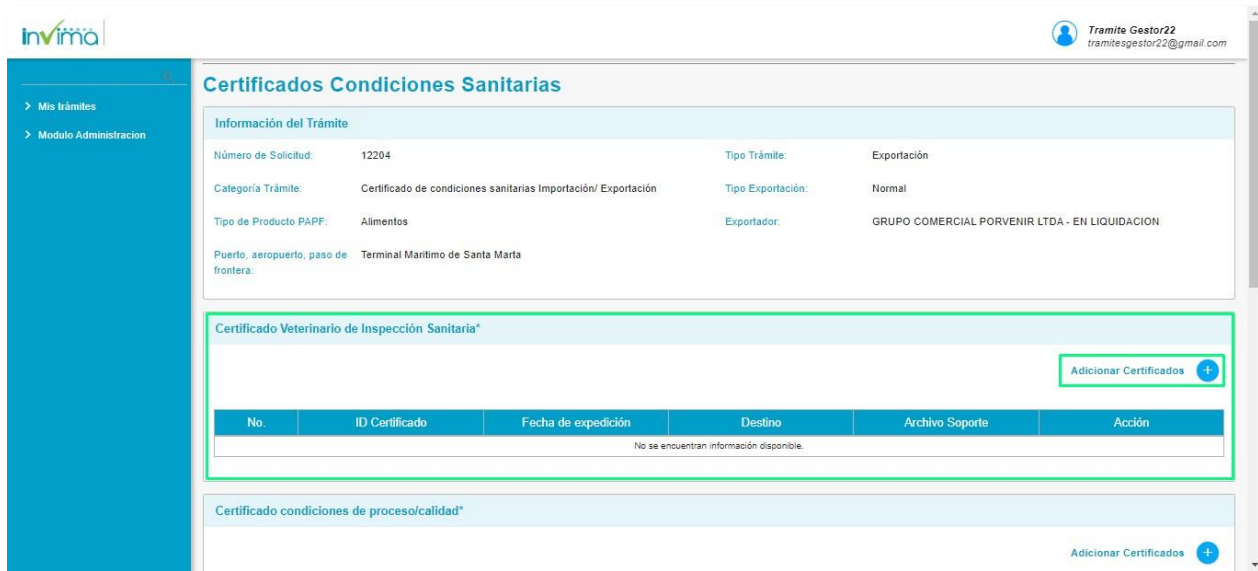 invima
Tramite Gestor22
tramitesgestor22@gmail.com
> Mis trámites
> Modulo Administracion
Certificados Condiciones Sanitarias
Información del Trámite
Número de Solicitud: 12204 Tipo Trámite: Exportación
Categoría Trámite: Certificado de condiciones sanitarias Importación/ Exportación Tipo Exportación: Normal
Tipo de Producto PAPF: Alimentos Exportador: GRUPO COMERCIAL PORVENIR LTDA - EN LIQUIDACION
Puerto, aeropuerto, paso de Terminal Maritimo de Santa Marta
frontera:
Certificado Veterinario de Inspección Sanitaria*
Adicionar Certificados +
No. ID Certificado Fecha de expedición Destino Archivo Soporte Acción
No se encuentran información disponible.
Certificado condiciones de proceso/calidad*
Adicionar Certificados +